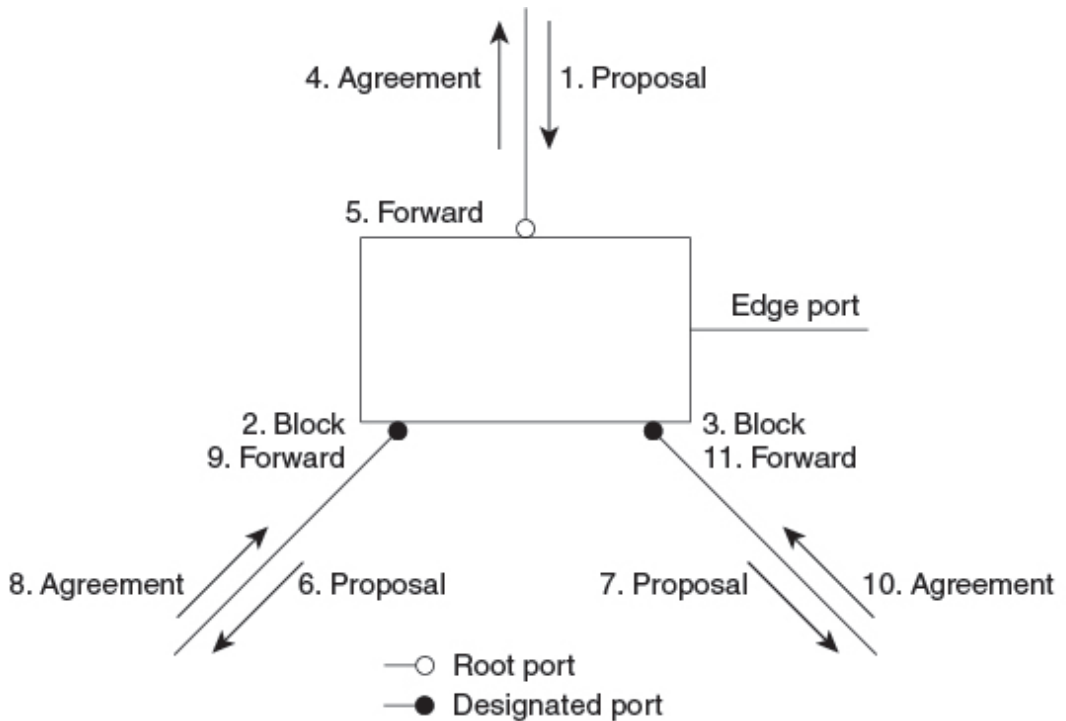 4. Agreement
1. Proposal
5. Forward
Edge port
2. Block
9. Forward
3. Block
11. Forward
8. Agreement
6. Proposal
7. Proposal
10. Agreement
Root port
Designated port